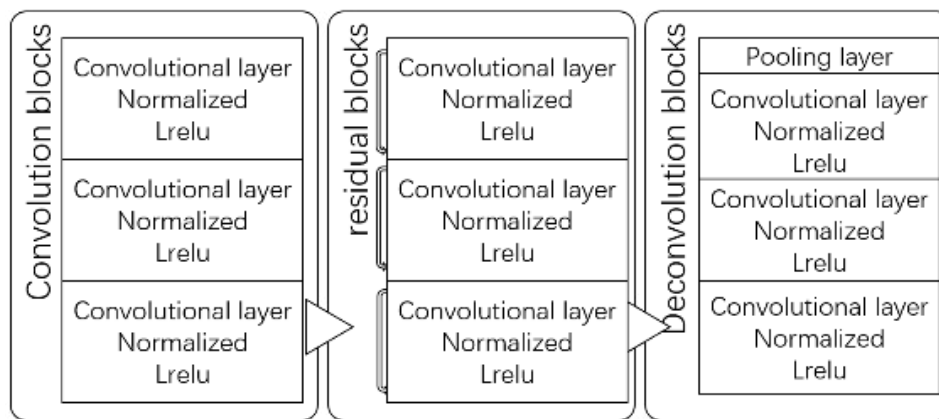 Convolution blocks
Convolutional layer
Normalized
Lrelu
Convolutional layer
Normalized
Lrelu
Convolutional layer
Normalized
Lrelu
residual blocks
Convolutional layer
Normalized
Lrelu
Convolutional layer
Normalized
Lrelu
Convolutional layer
Normalized
Lrelu
Deconvolution blocks
Pooling layer
Convolutional layer
Normalized
Lrelu
Convolutional layer
Normalized
Lrelu
Convolutional layer
Normalized
Lrelu